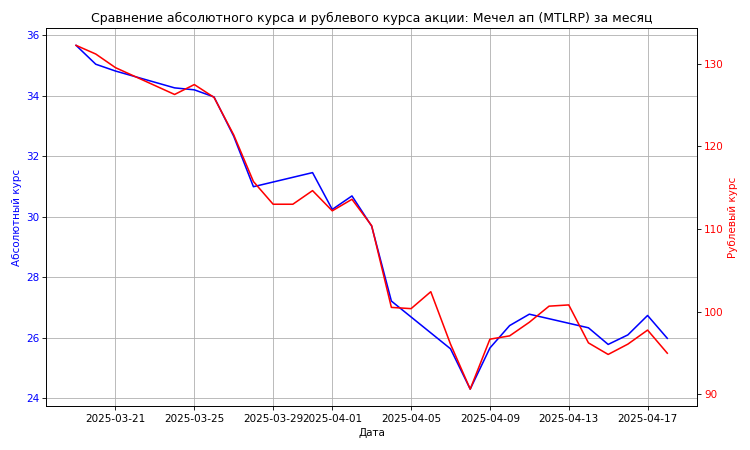 Сравнение абсолютного курса и рублевого курса акции: Мечел ап (MTLRP) за месяц
36
34
32
30
28
26
24
Абсолютный курс
130
120
110
100
90
Рублевый курс
2025-03-21 2025-03-25 2025-03-29 2025-04-01 2025-04-05 2025-04-09 2025-04-13 2025-04-17
Дата